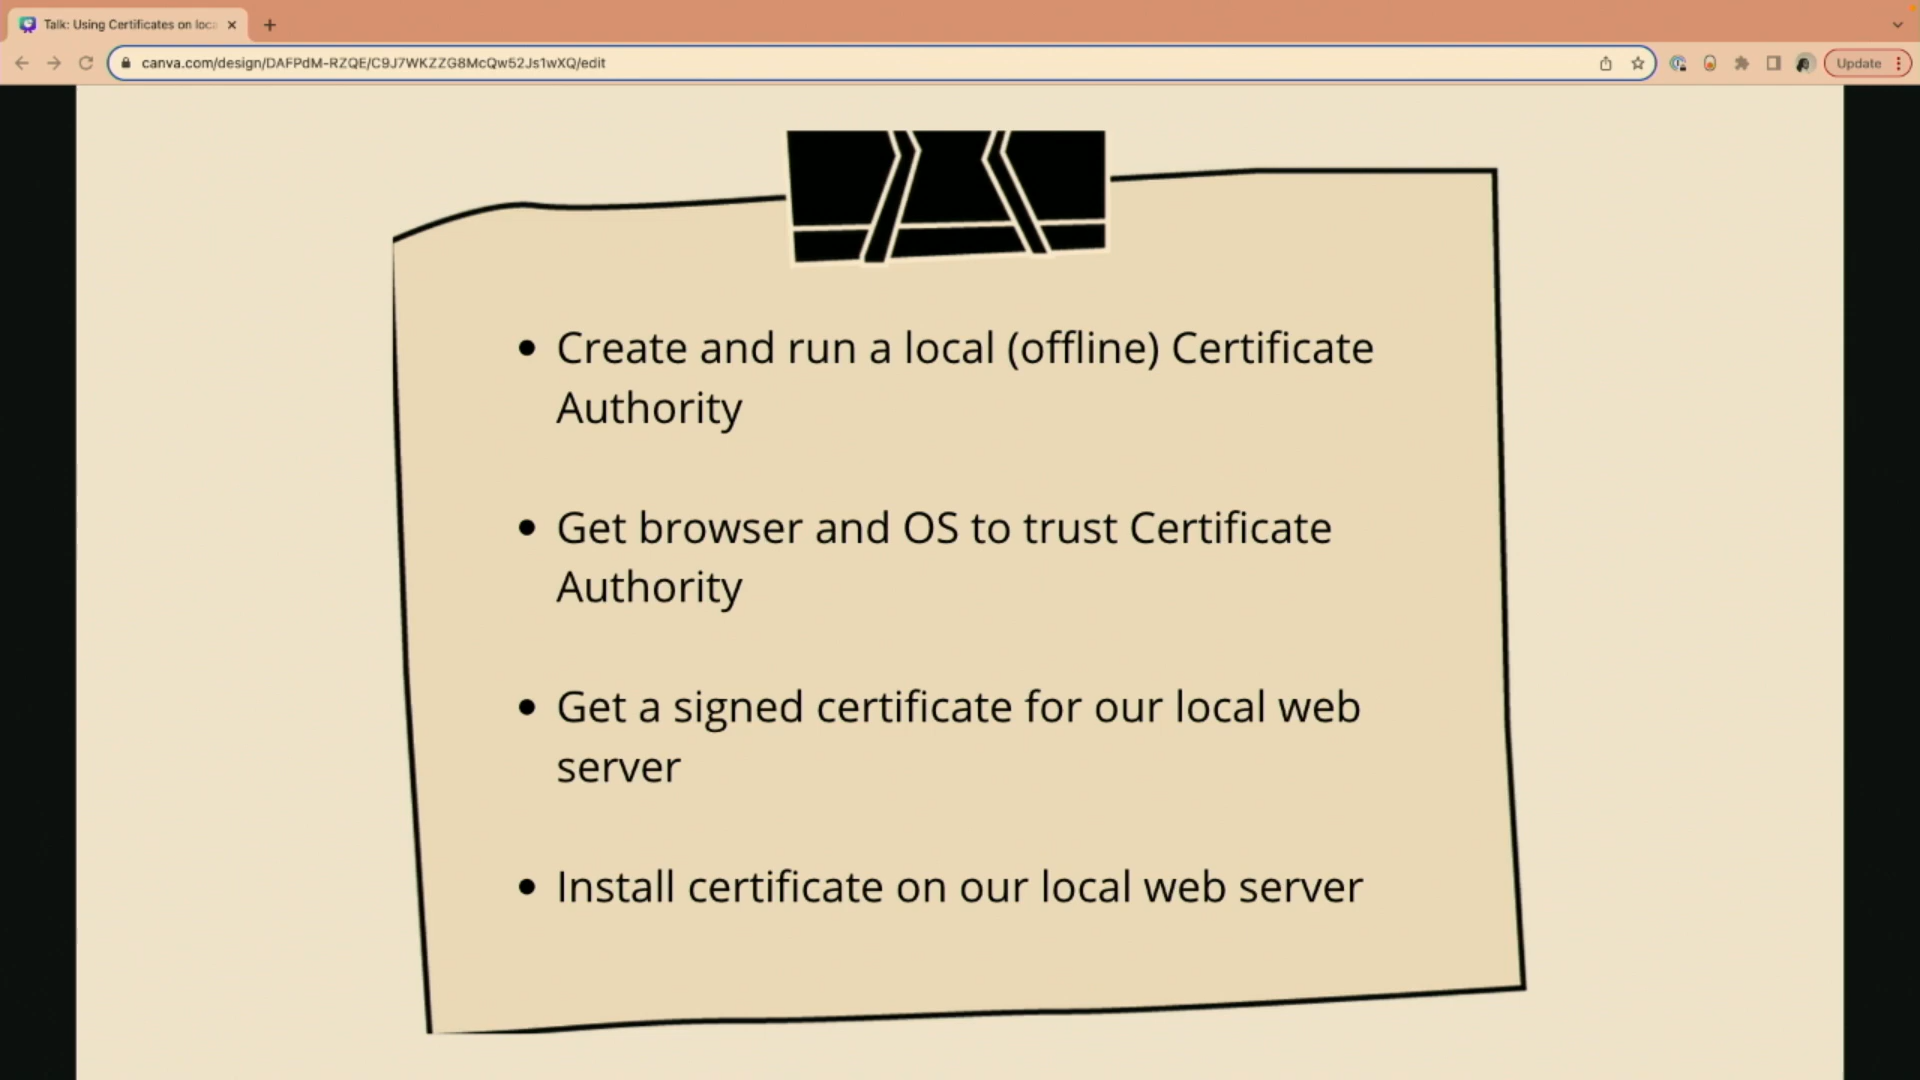 Talk: Using Certificates on loc
canva.com/design/DAFPdM-RZQE/C9J7WKZZG8McQw52Js1wXQ/edit
Update
• Create and run a local (offline) Certificate
Authority
• Get browser and OS to trust Certificate
Authority
• Get a signed certificate for our local web
server
• Install certificate on our local web server